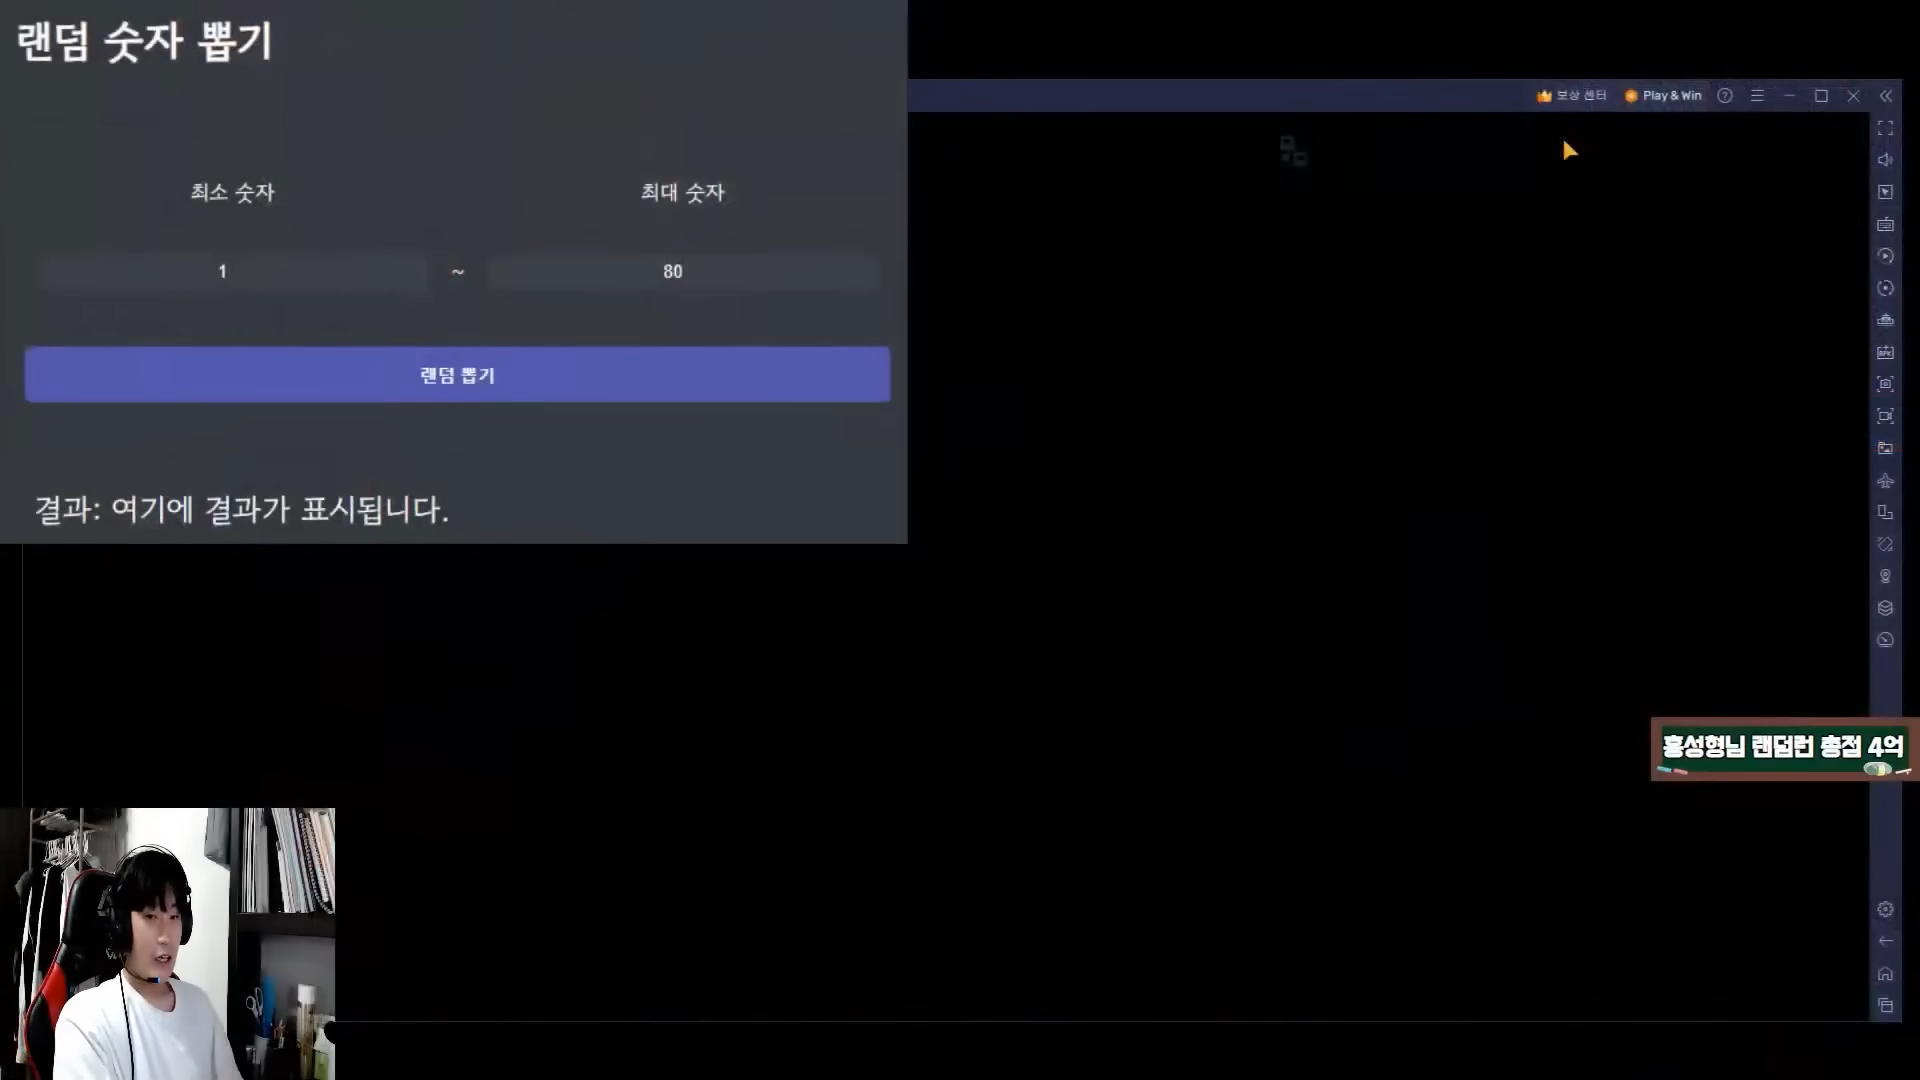 랜덤 숫자 뽑기
보상 센터
Play & Win
최소 숫자
최대 숫자
1
~
80
랜덤 뽑기
결과: 여기에 결과가 표시됩니다.
홍성형님 랜덤런 총점 4억